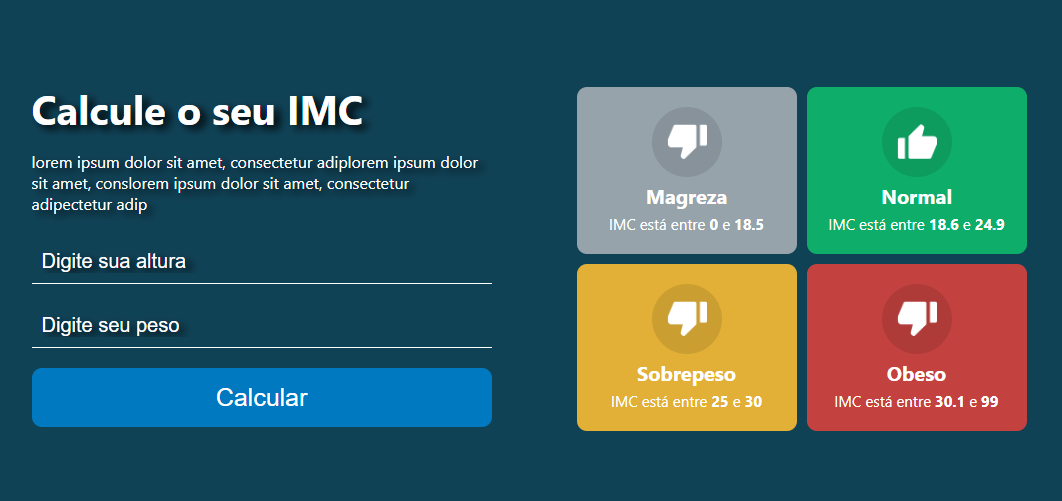 Calcule o seu IMC
lorem ipsum dolor sit amet, consectetur adiplorem ipsum dolor
sit amet, conslorem ipsum dolor sit amet, consectetur
adipectetur adip
Digite sua altura
Digite seu peso
Calcular
Magreza
IMC está entre 0 e 18.5
Normal
IMC está entre 18.6 e 24.9
Sobrepeso
IMC está entre 25 e 30
Obeso
IMC está entre 30.1 e 99